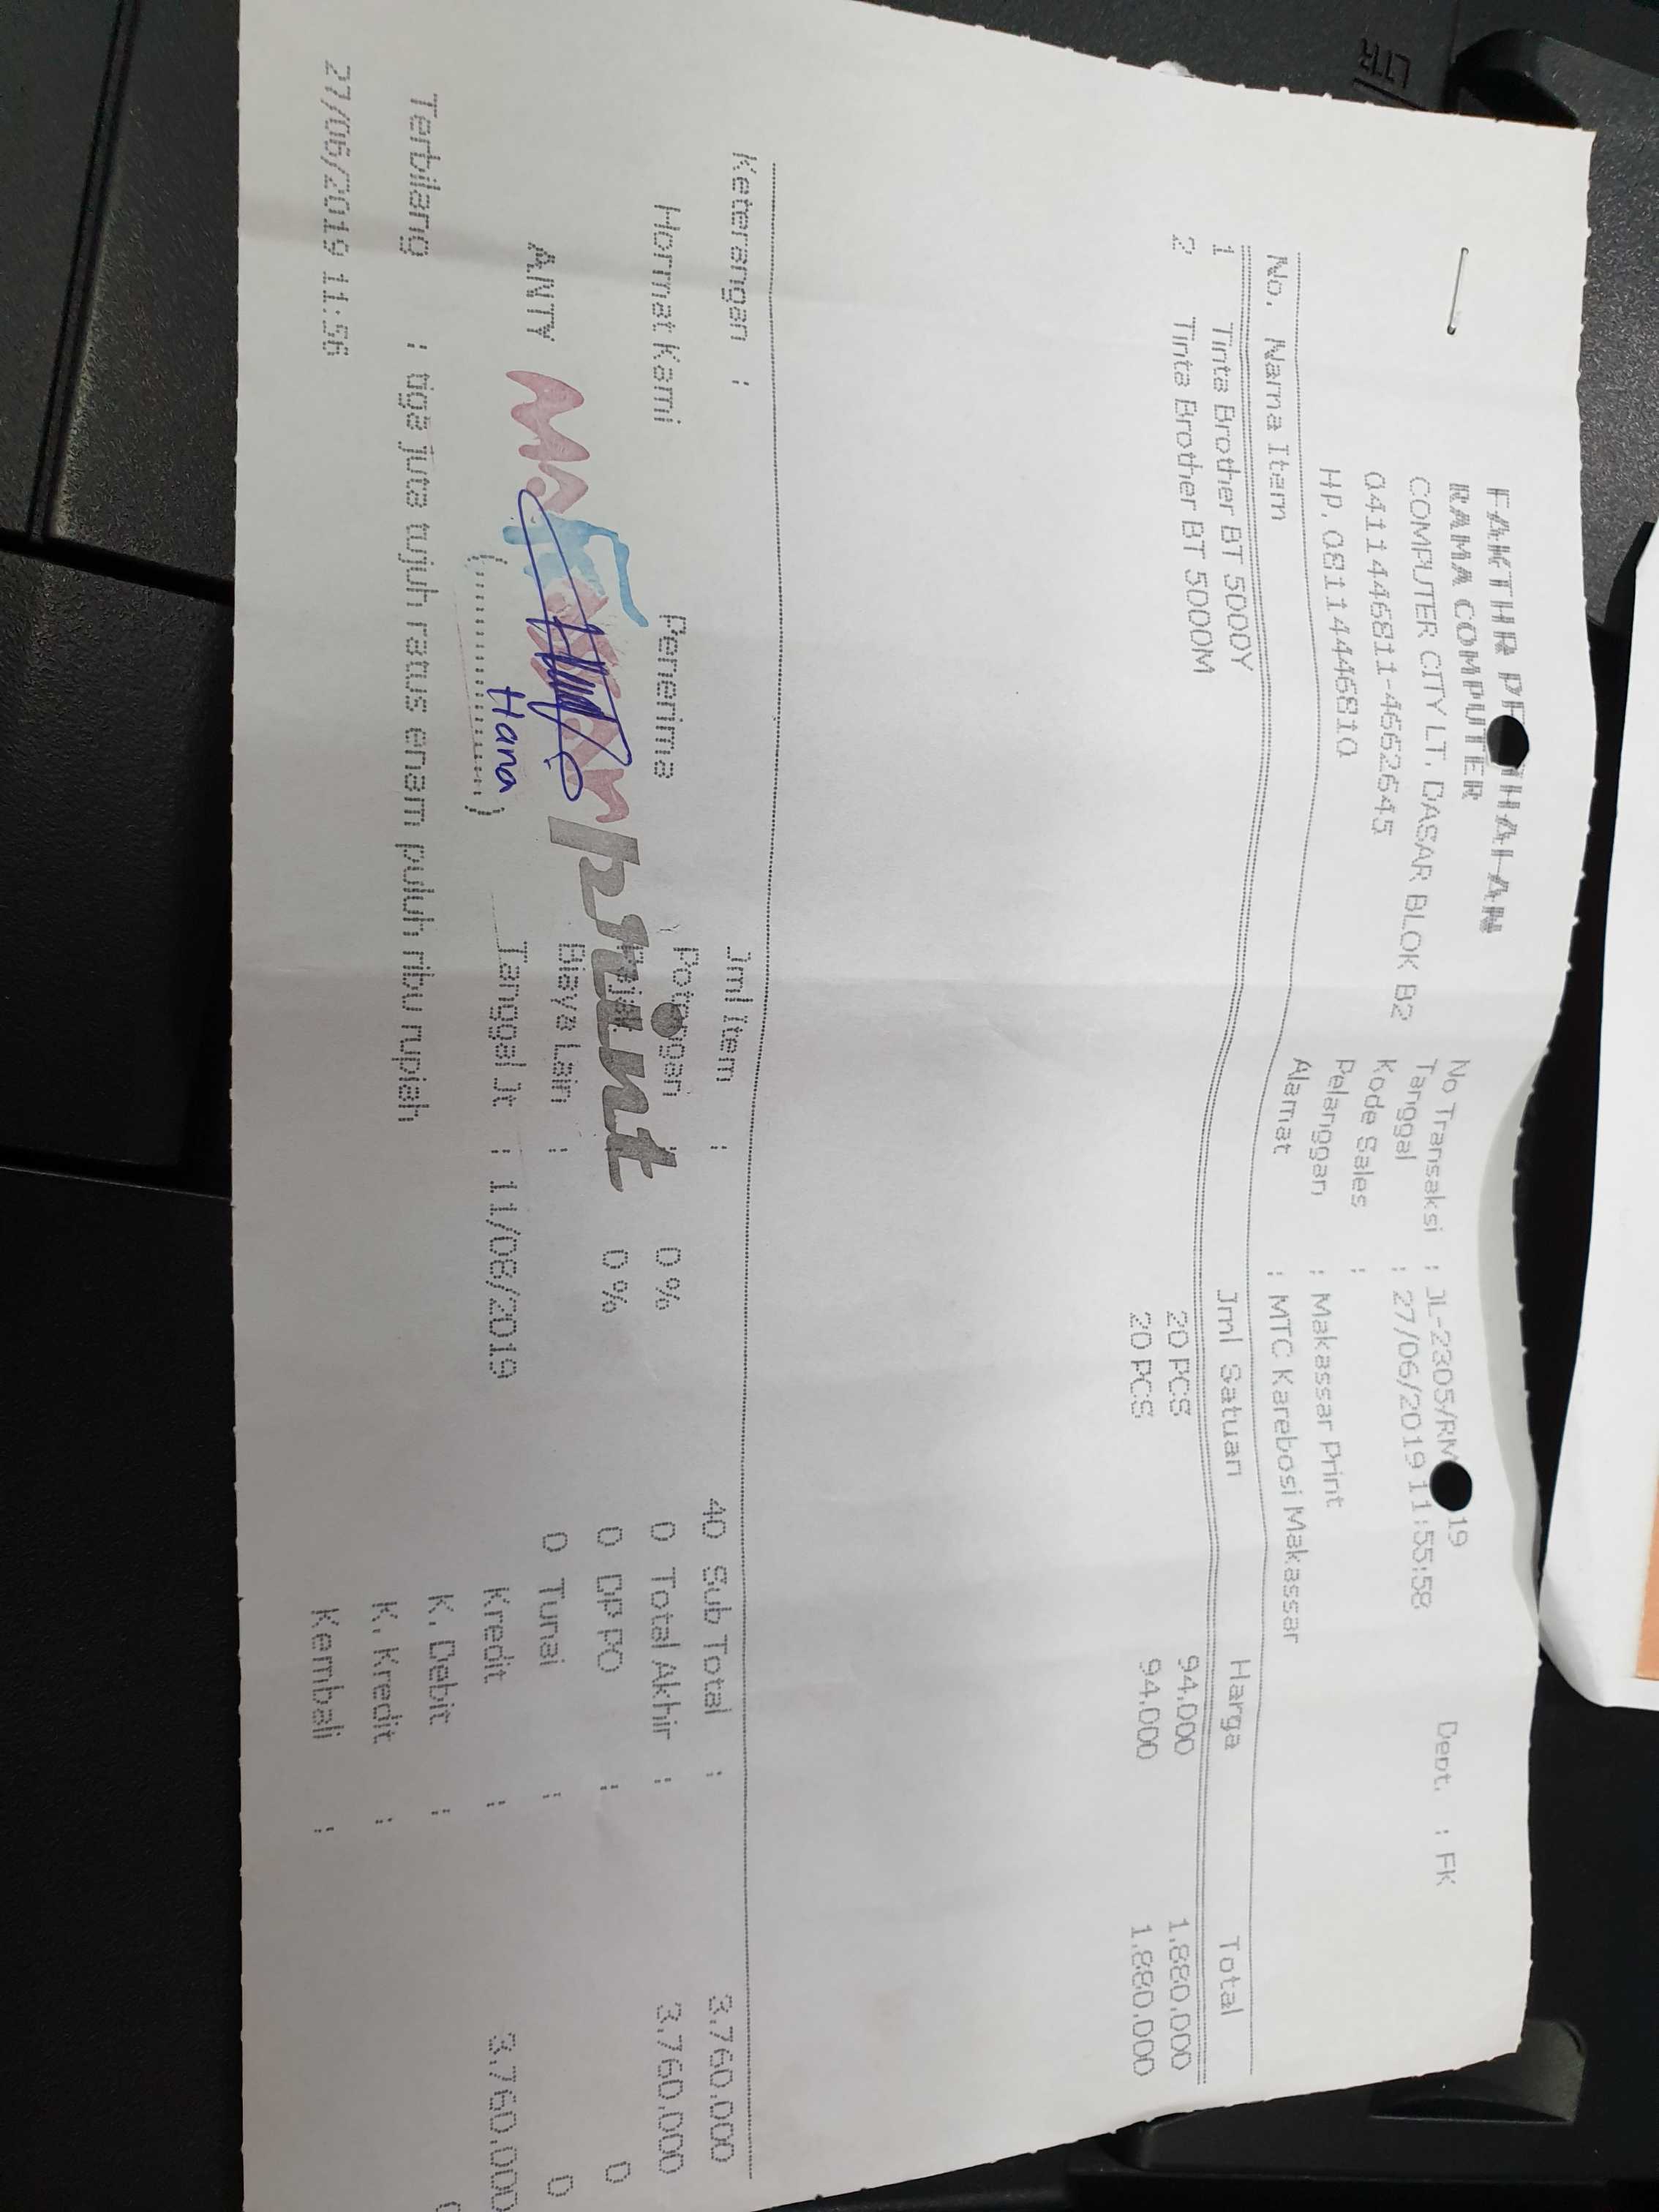 RAMA COMPUTER
COMPUTER CITY LT. DASAR BLOK B2
0411446811-4662645
HP. 08114446810
No Transaksi : JL-2305/RM 19
Tanggal : 27/06/2019 11:55:58
Kode Sales :
Pelanggan : Makassar Print
Alamat : MTC Karebosi Makassar
Dept. : FK
No. Nama Item Jml Satuan Harga Total
1 Tinta Brother BT 5000Y 20 PCS 94.000 1.880.000
2 Tinta Brother BT 5000M 20 PCS 94.000 1.880.000
Keterangan : Jml Item : 40 Sub Total : 3.760.000
Hormat Kami Penerima Potongan : 0 % 0 Total Akhir : 3.760.000
0 % 0 DP PO : 0
Biaya Lain : 0 Tunai : 0
ANTY print
Hana
(..............) Tanggal Jt : 11/08/2019 Kredit : 3.760.000
K. Debit : 0
Terbilang : tiga juta tujuh ratus enam puluh ribu rupiah K. Kredit :
27/06/2019 11:56 Kembali :
LTR